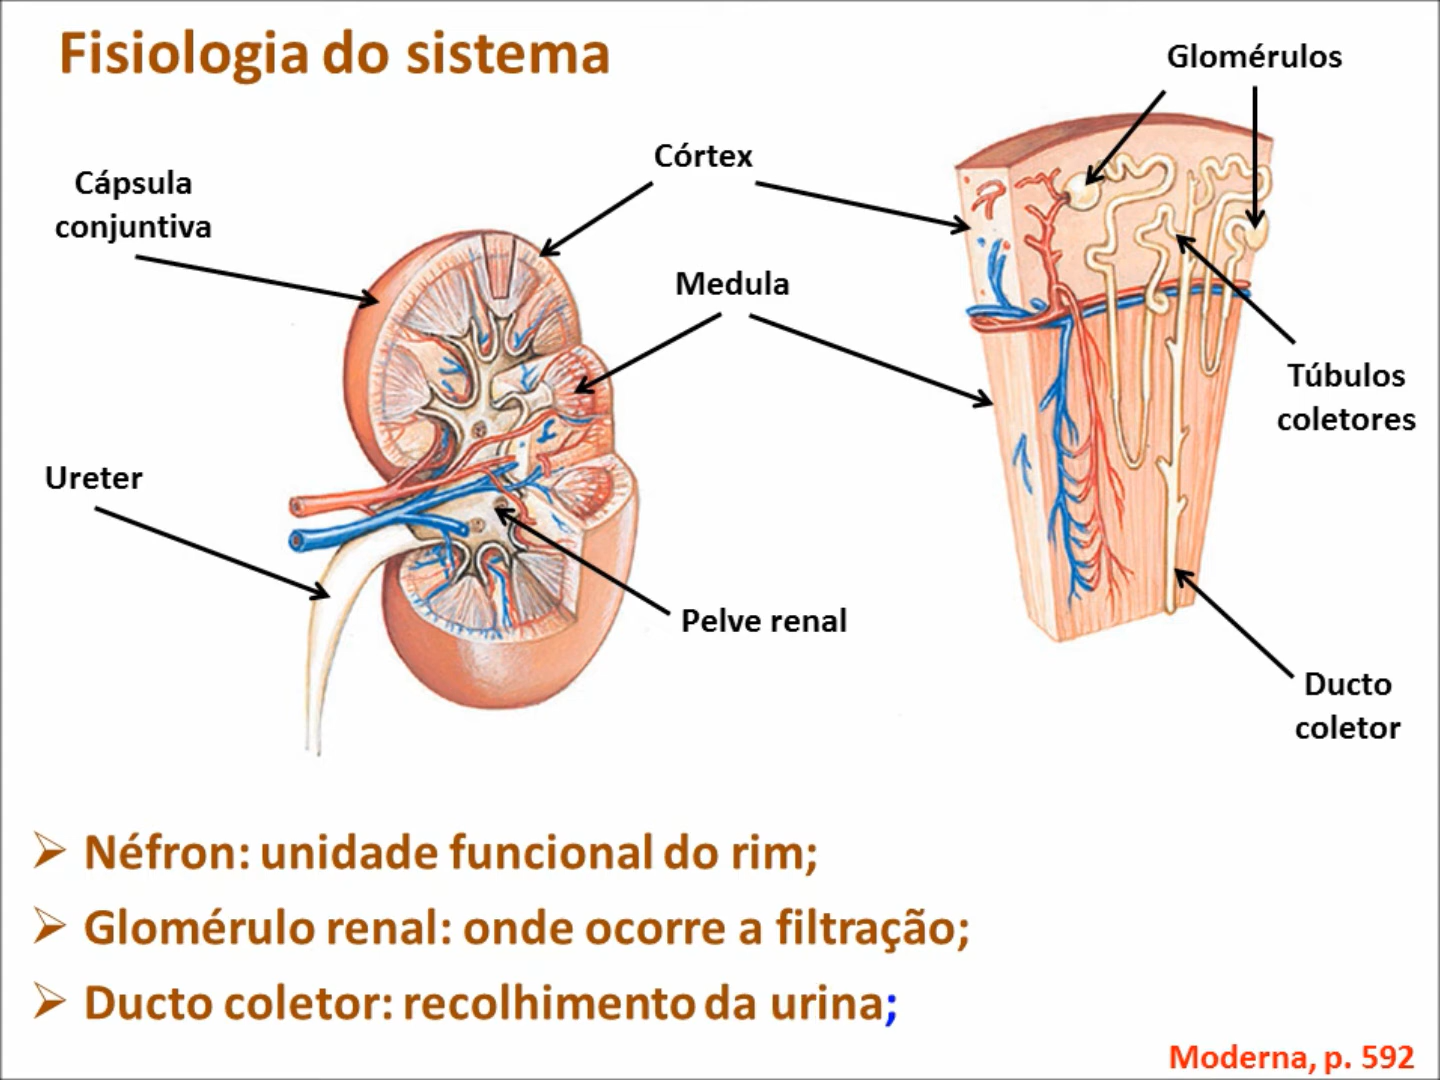 Fisiologia do sistema
Glomérulos
Córtex
Cápsula
conjuntiva
Medula
Túbulos
coletores
Ureter
Pelve renal
Ducto
coletor
➢ Néfron: unidade funcional do rim;
➢ Glomérulo renal: onde ocorre a filtração;
➢ Ducto coletor: recolhimento da urina;
Moderna, p. 592